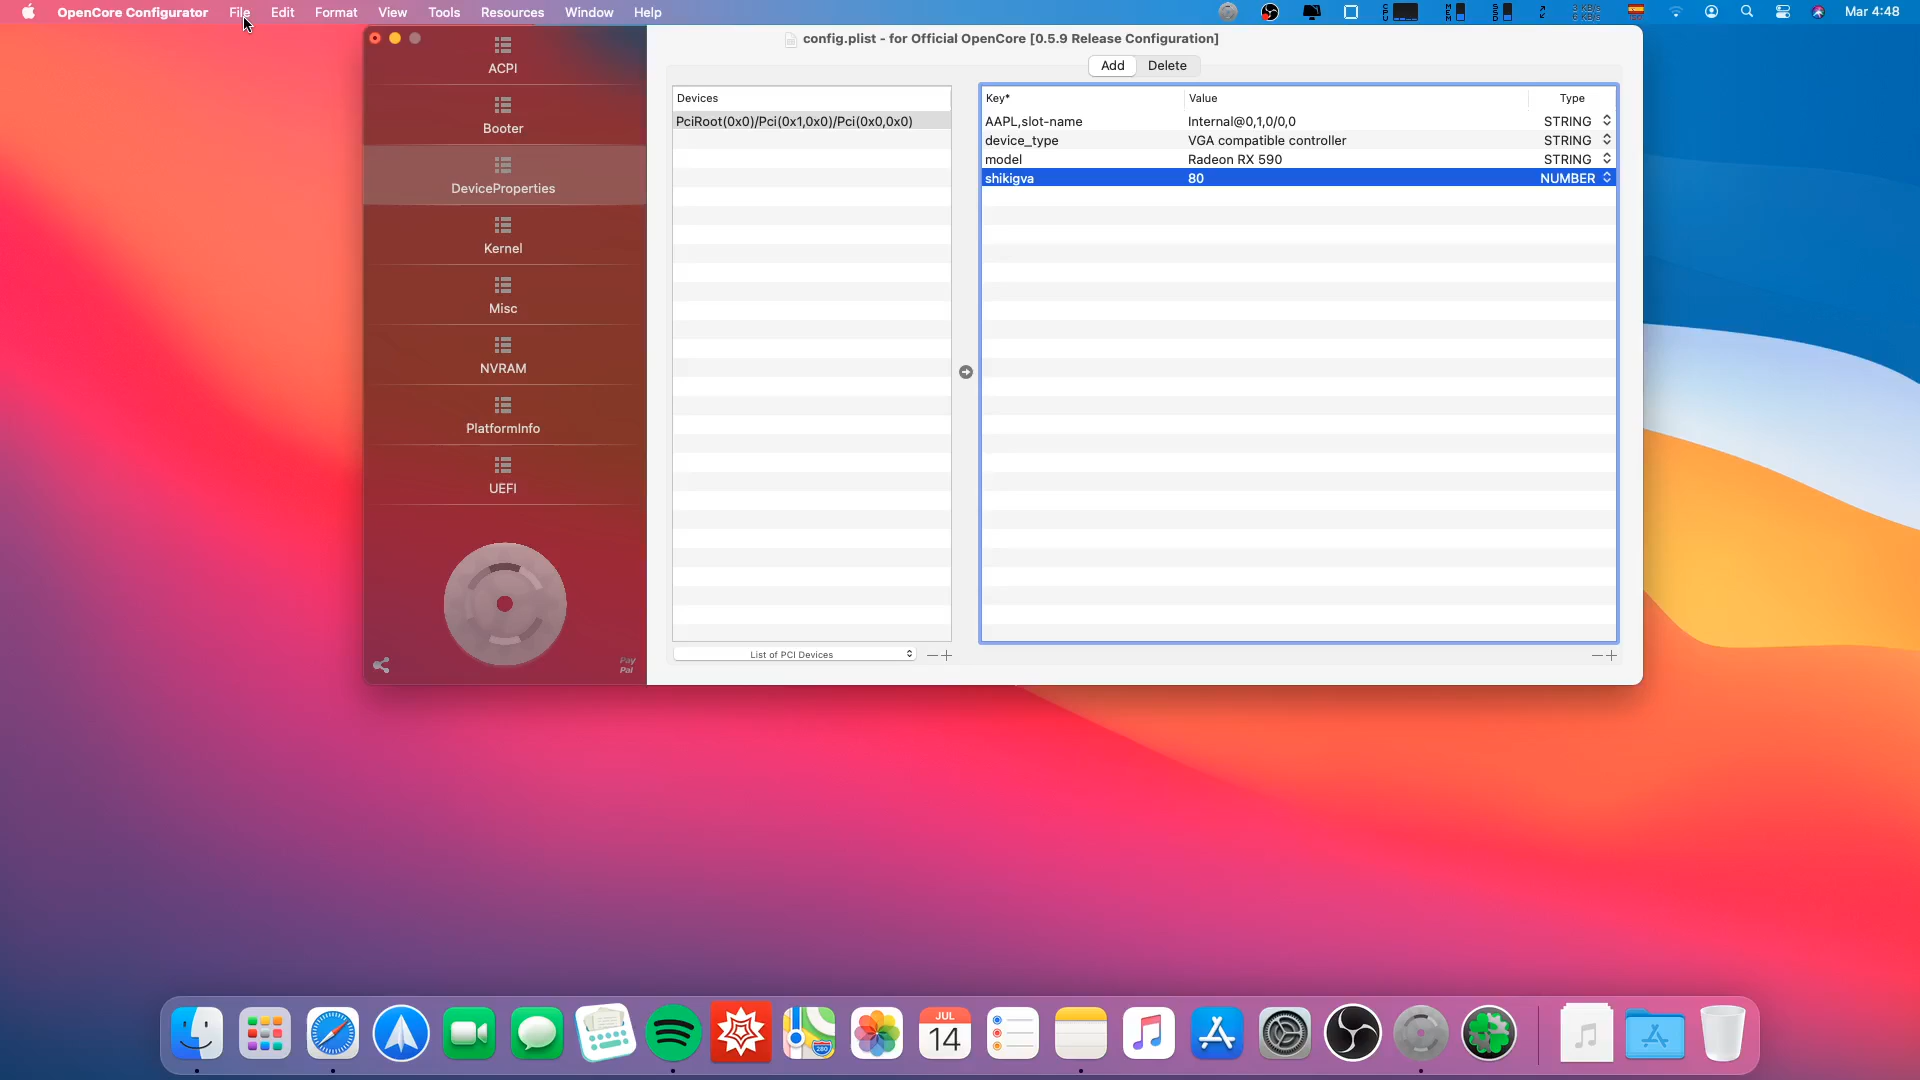 OpenCore Configurator File Edit Format View Tools Resources Window Help Mar 4:48
config.plist - for Official OpenCore [0.5.9 Release Configuration]
Add Delete
ACPI
Booter
DeviceProperties
Kernel
Misc
NVRAM
PlatformInfo
UEFI
Pay
Pal
Devices
PciRoot(0x0)/Pci(0x1,0x0)/Pci(0x0,0x0)
List of PCI Devices
Key* Value Type
AAPL,slot-name Internal@0,1,0/0,0 STRING
device_type VGA compatible controller STRING
model Radeon RX 590 STRING
shikigva 80 NUMBER
JUL
14
280